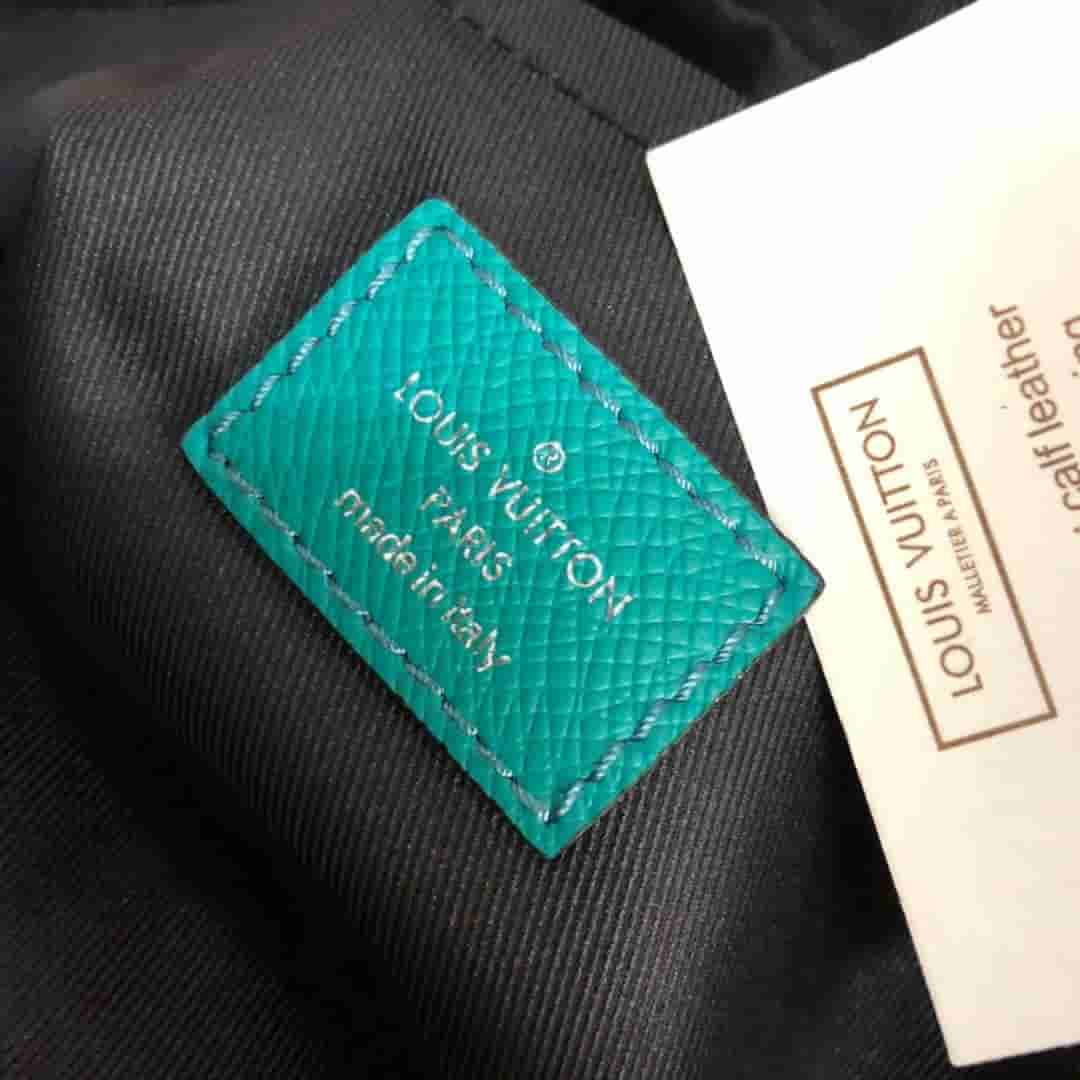 ®
LOUIS VUITTON
PARIS
made in italy
LOUIS VUITTON
MALLETIER A PARIS
calf leather